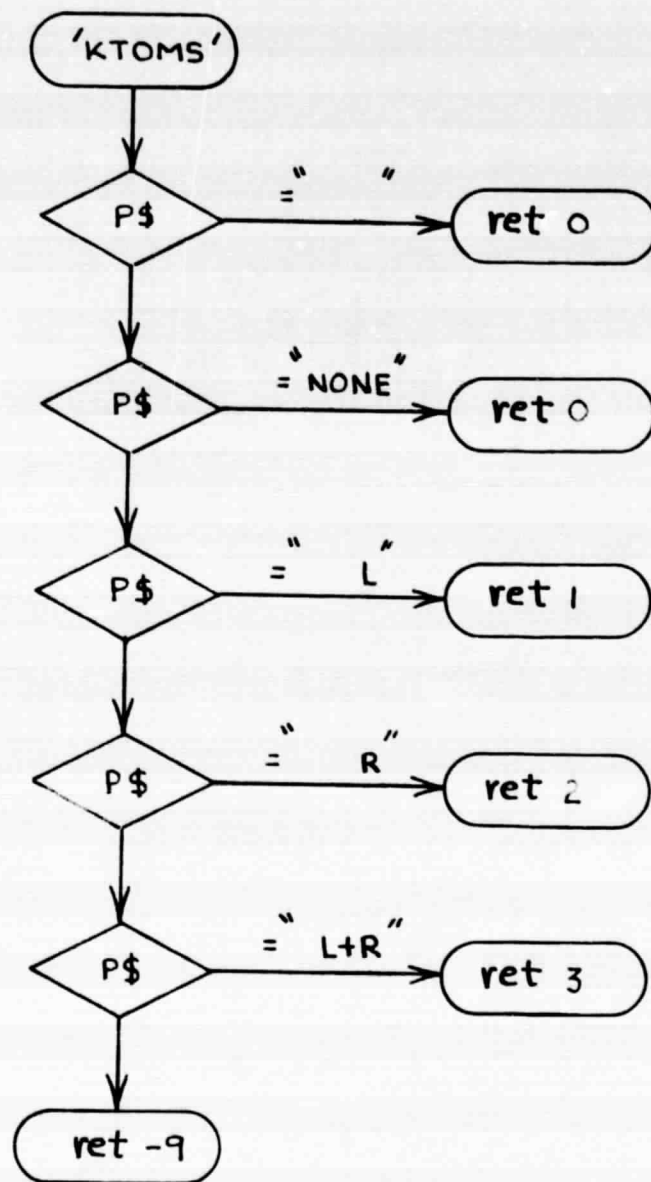 'KTOMS'
P$ =" " ret 0
P$ =" NONE" ret 0
P$ =" L" ret 1
P$ =" R" ret 2
P$ =" L+R" ret 3
ret -9